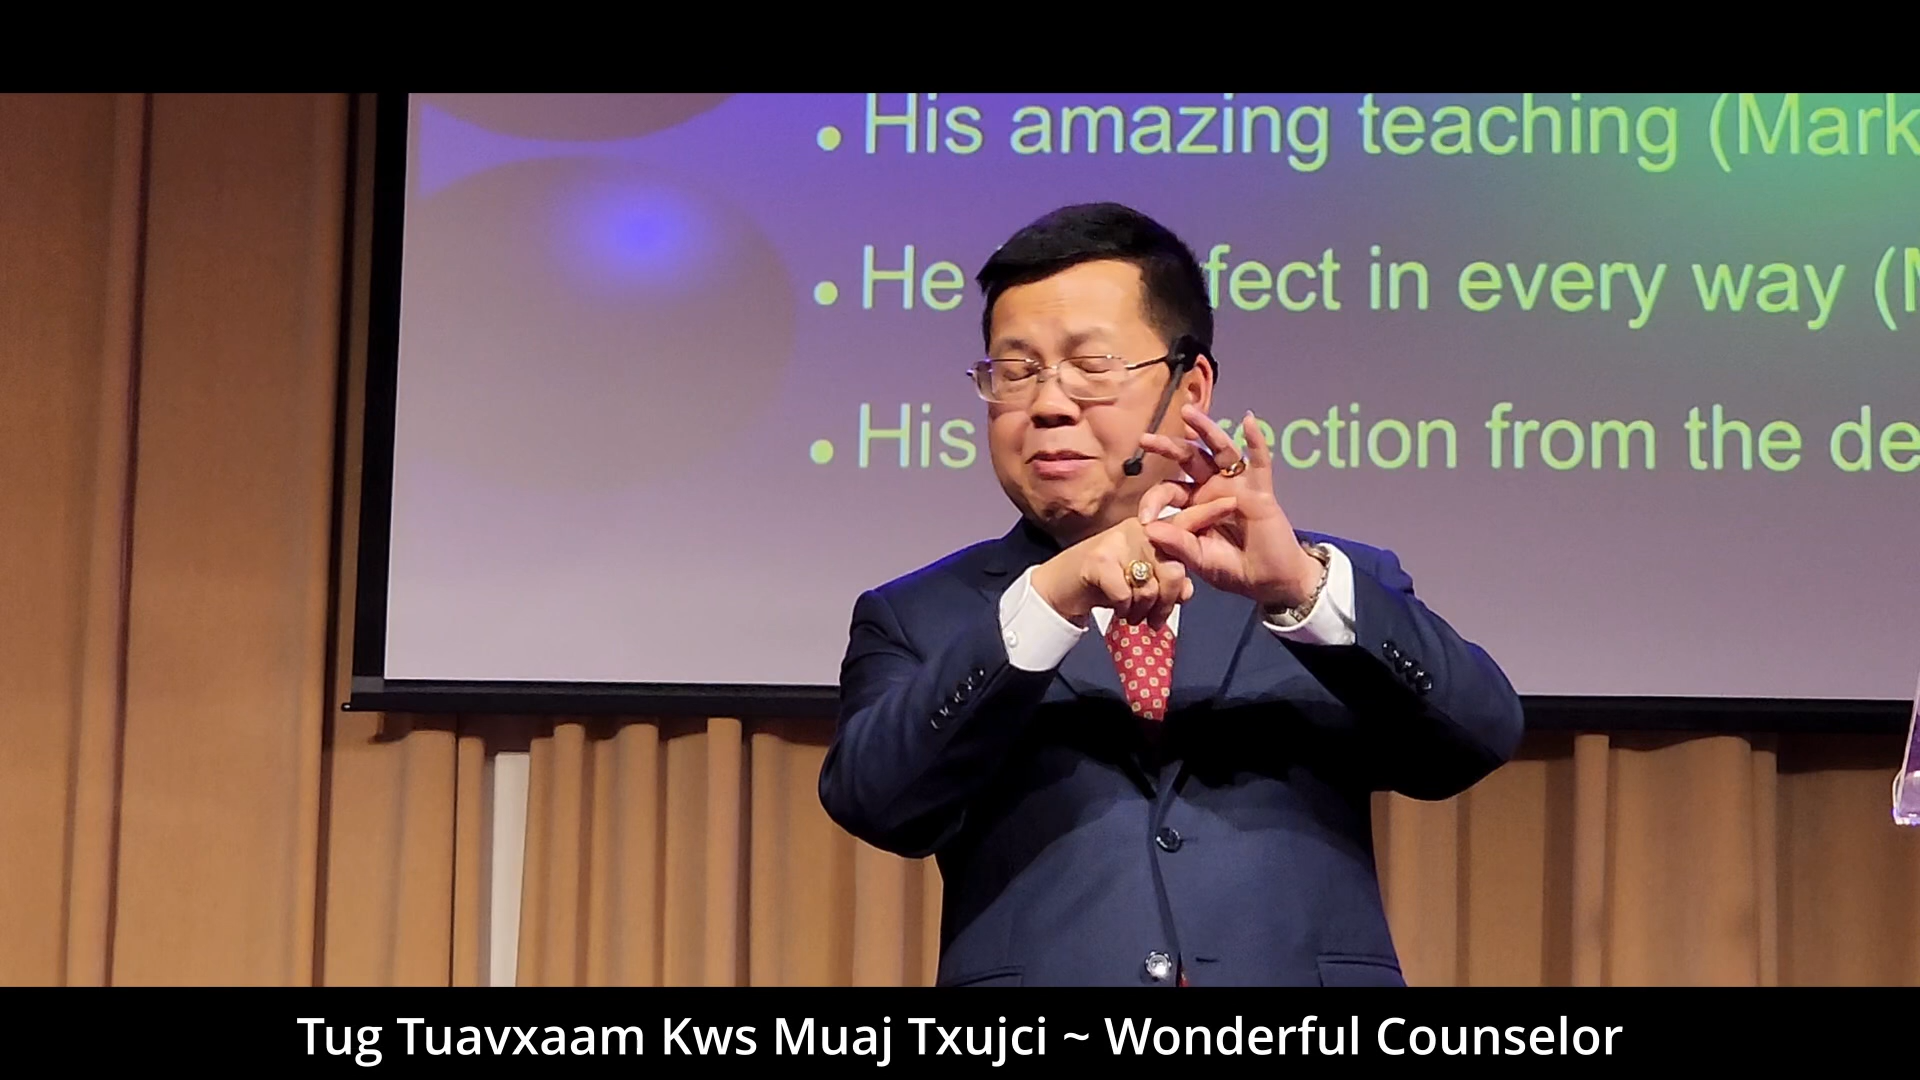 • His amazing teaching (Mark
• He fect in every way (
• His ection from the de
Tug Tuavxaam Kws Muaj Txujci ~ Wonderful Counselor